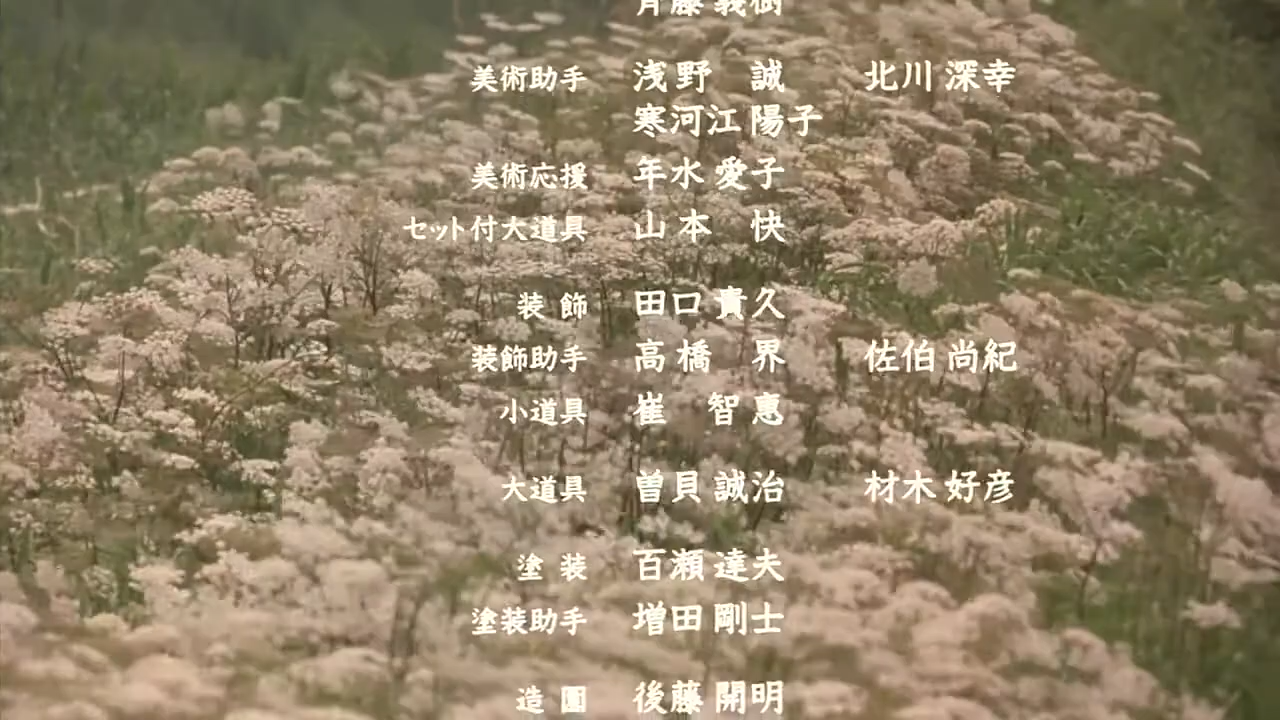 斉藤 義樹
美術助手 浅野 誠 北川 深幸
寒河江 陽子
美術応援 年水 愛子
セット付大道具 山本 快
装飾 田口 貴久
装飾助手 高橋 界 佐伯 尚紀
小道具 崔 智恵
大道具 曽貝 誠治 材木 好彦
塗装 百瀬 達夫
塗装助手 増田 剛士
造園 後藤 開明